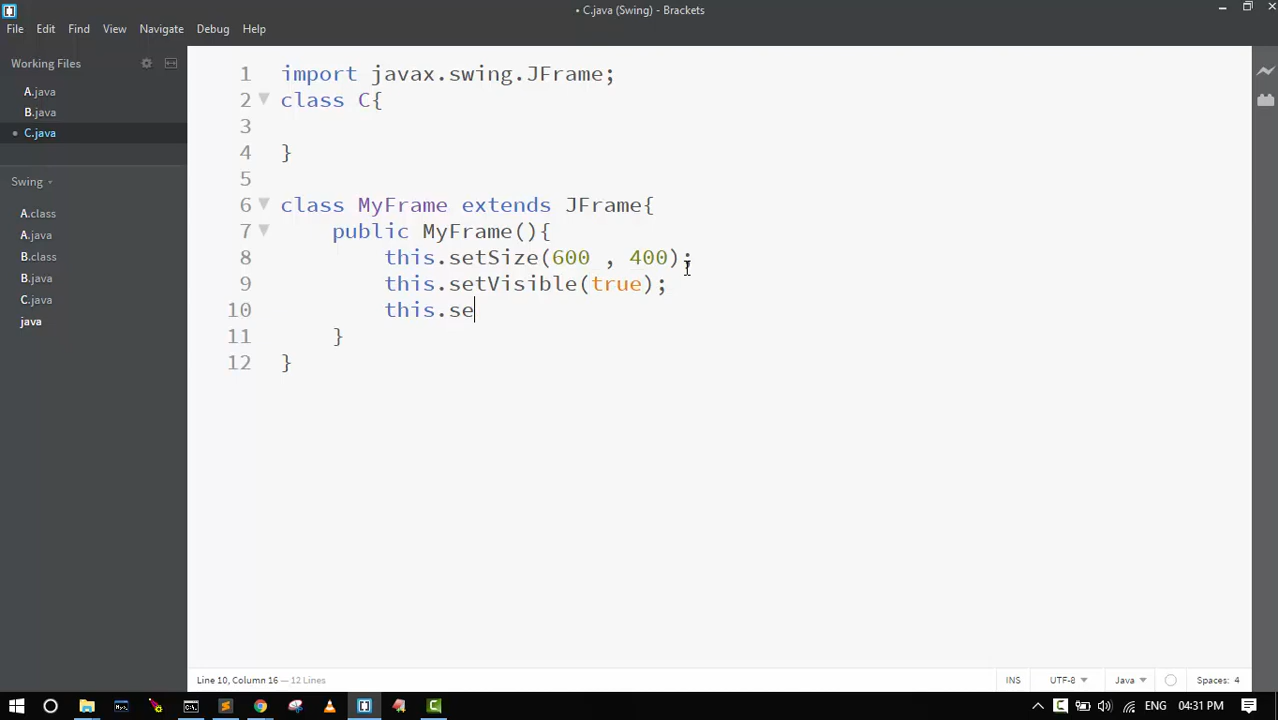 • C.java (Swing) - Brackets
File Edit Find View Navigate Debug Help
Working Files
A.java
B.java
• C.java
Swing
A.class
A.java
B.class
B.java
C.java
java
1 import javax.swing.JFrame;
2 class C{
3
4 }
5
6 class MyFrame extends JFrame{
7 public MyFrame(){
8 this.setSize(600 , 400);
9 this.setVisible(true);
10 this.se
11 }
12 }
Line 10, Column 16 — 12 Lines
INS UTF-8 Java Spaces: 4
ENG 04:31 PM